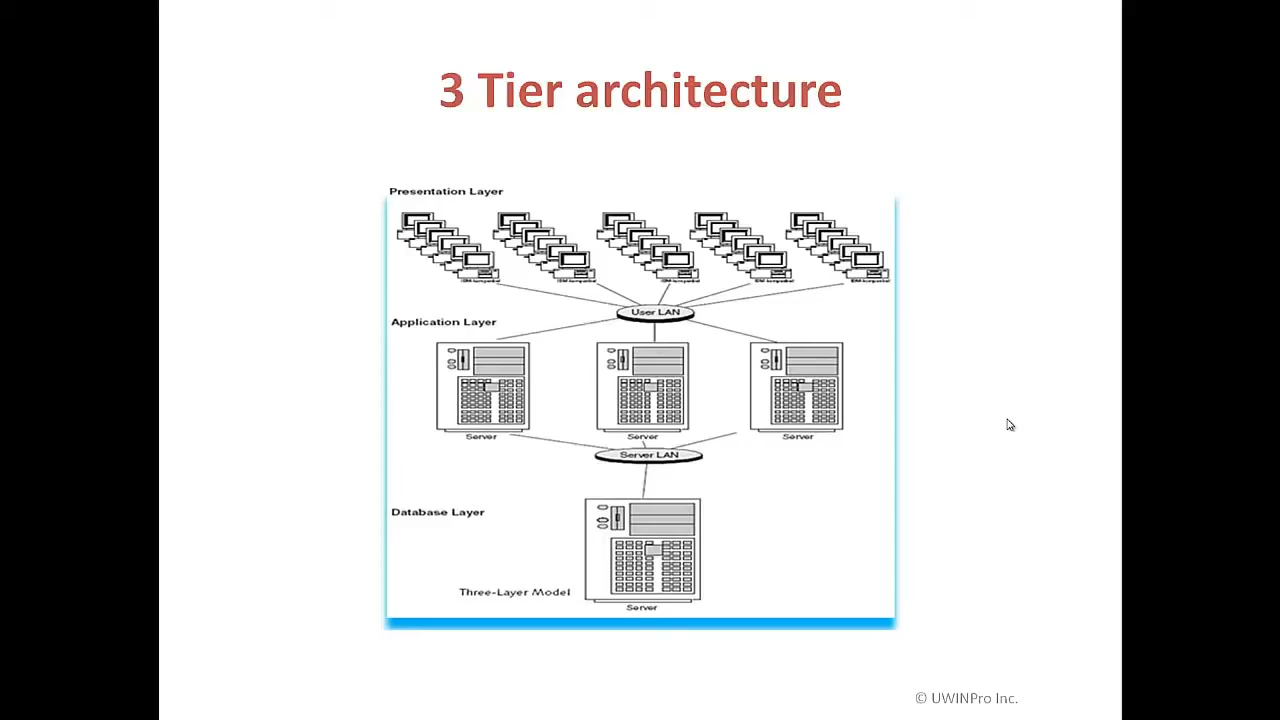 3 Tier architecture
Presentation Layer
User LAN
Application Layer
Server
Server
Server
Server LAN
Database Layer
Three-Layer Model
Server
© UWINPro Inc.